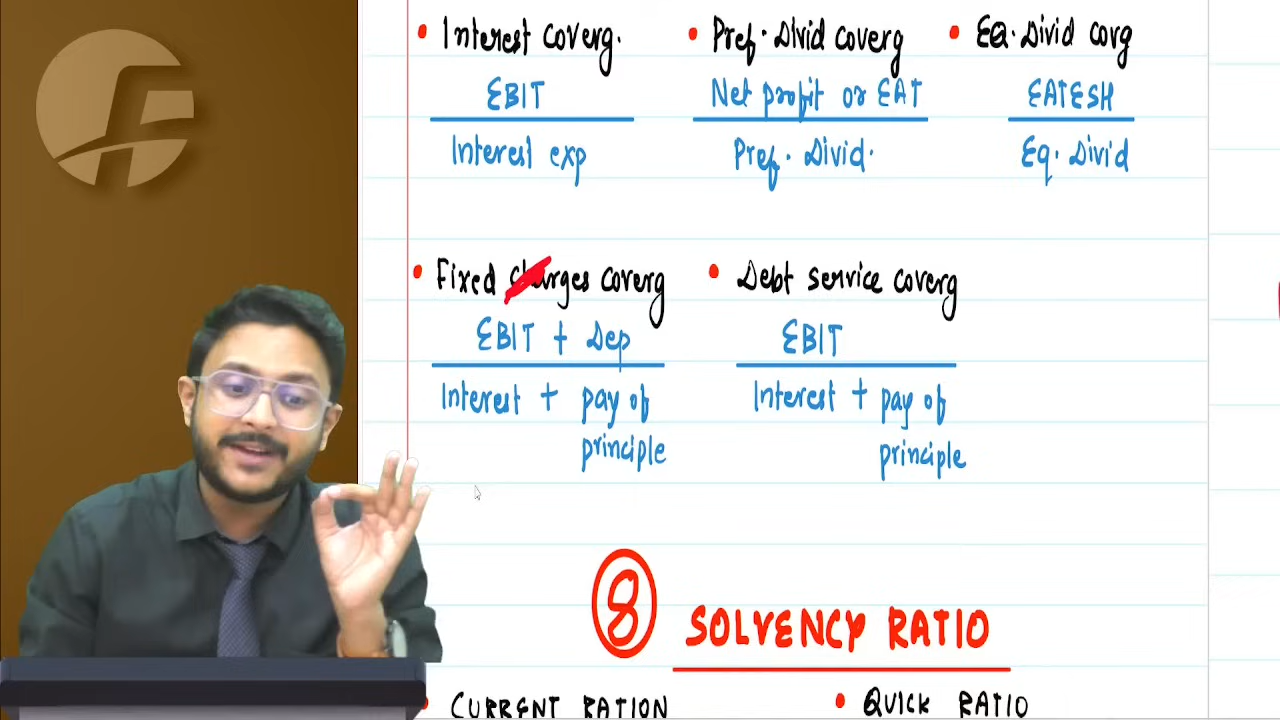 • Interest coverg.
EBIT
Interest exp
• Pref. Divid coverg
Net profit or EAT
Pref. Divid.
• EQ. Divid corg
EATESH
Eq. Divid
• Fixed charges coverg
EBIT + Dep
Interest + pay of
principle
• Debt service coverg
EBIT
Interest + pay of
principle
8 SOLVENCY RATIO
• CURRENT RATION
• QUICK RATIO